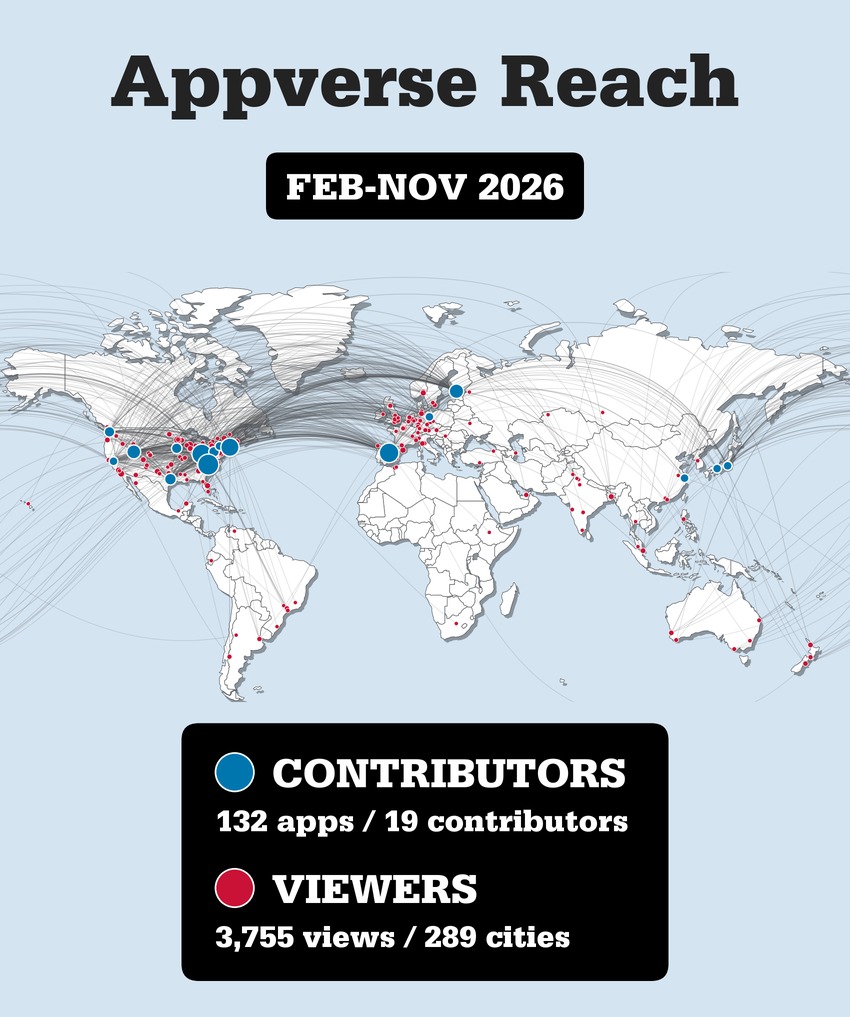 Appverse Reach
FEB-NOV 2026
CONTRIBUTORS
132 apps / 19 contributors
VIEWERS
3,755 views / 289 cities